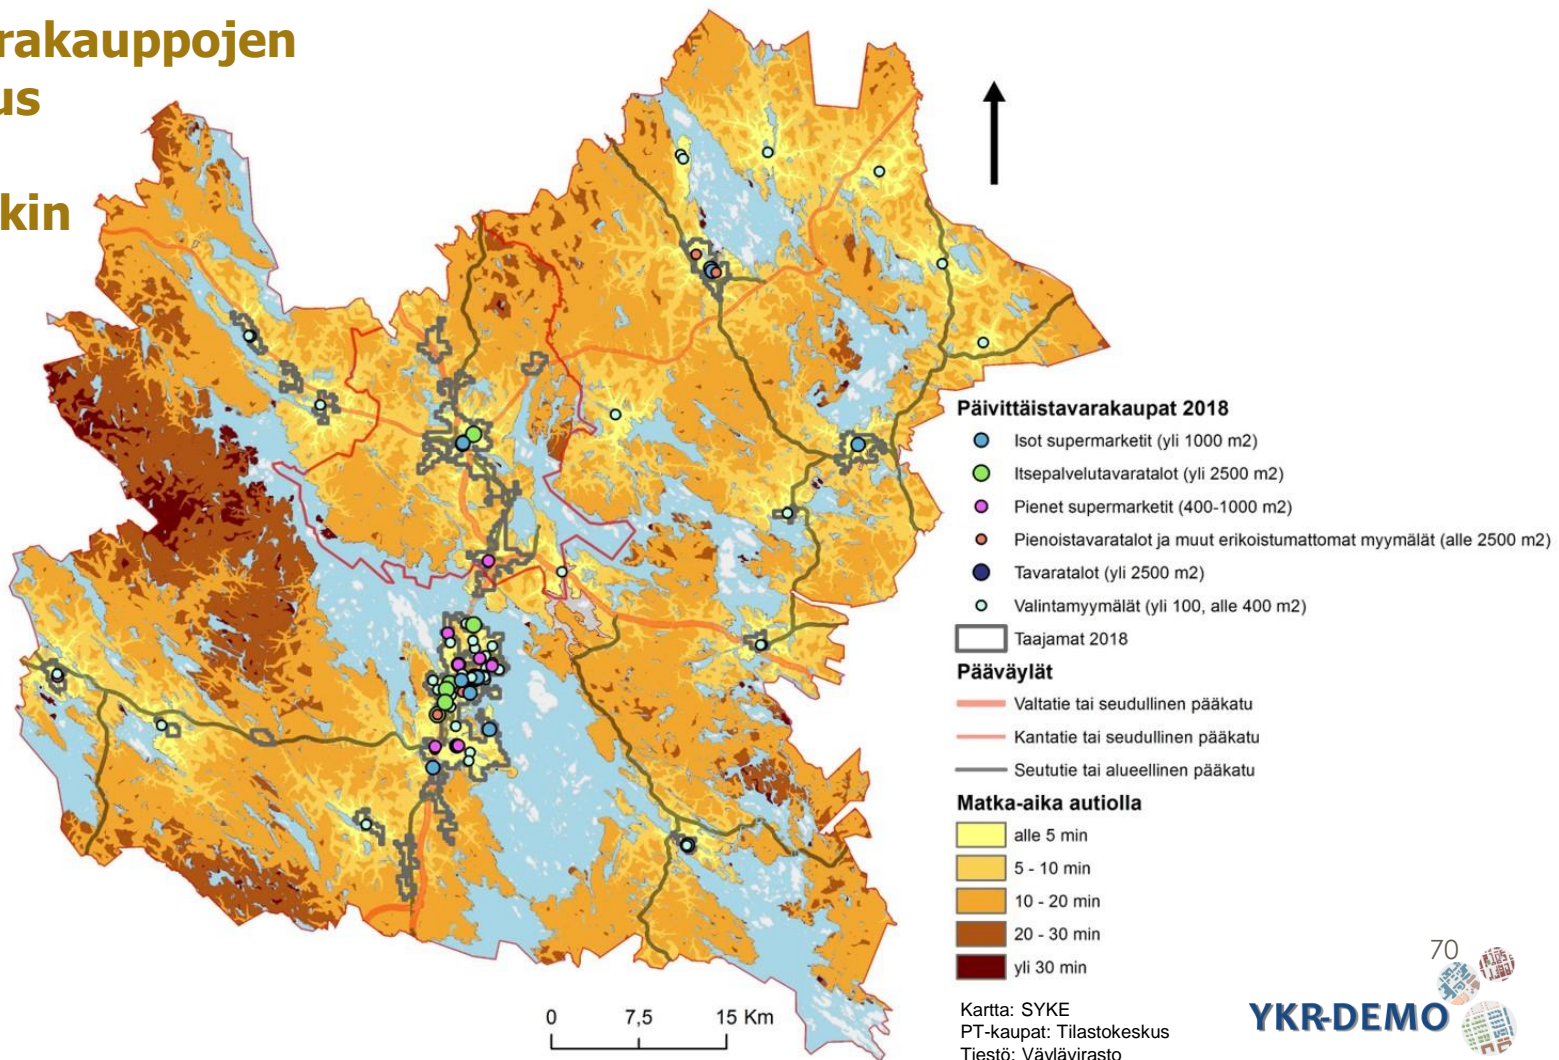 rakauppojen
us
kin
Päivittäistavarakaupat 2018
Isot supermarketit (yli 1000 m2)
Itsepalvelutavaratalot (yli 2500 m2)
Pienet supermarketit (400-1000 m2)
Pienoistavaratalot ja muut erikoistumattomat myymälät (alle 2500 m2)
Tavaratalot (yli 2500 m2)
Valintamyymälät (yli 100, alle 400 m2)
Taajamat 2018
Pääväylät
Valtatie tai seudullinen pääkatu
Kantatie tai seudullinen pääkatu
Seututie tai alueellinen pääkatu
Matka-aika autiolla
alle 5 min
5 - 10 min
10 - 20 min
20 - 30 min
yli 30 min
0 7,5 15 Km
Kartta: SYKE
PT-kaupat: Tilastokeskus
Tiestö: Väylävirasto
70
YKR-DEMO